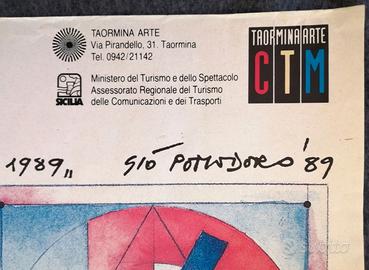 TAORMINA ARTE
Via Pirandello, 31. Taormina
Tel. 0942/21142
Ministero del Turismo e dello Spettacolo
Assessorato Regionale del Turismo
delle Comunicazioni e dei Trasporti
SICILIA
TAORMINA ARTE
CTM
1989„ GIÒ POMODORO '89
subito